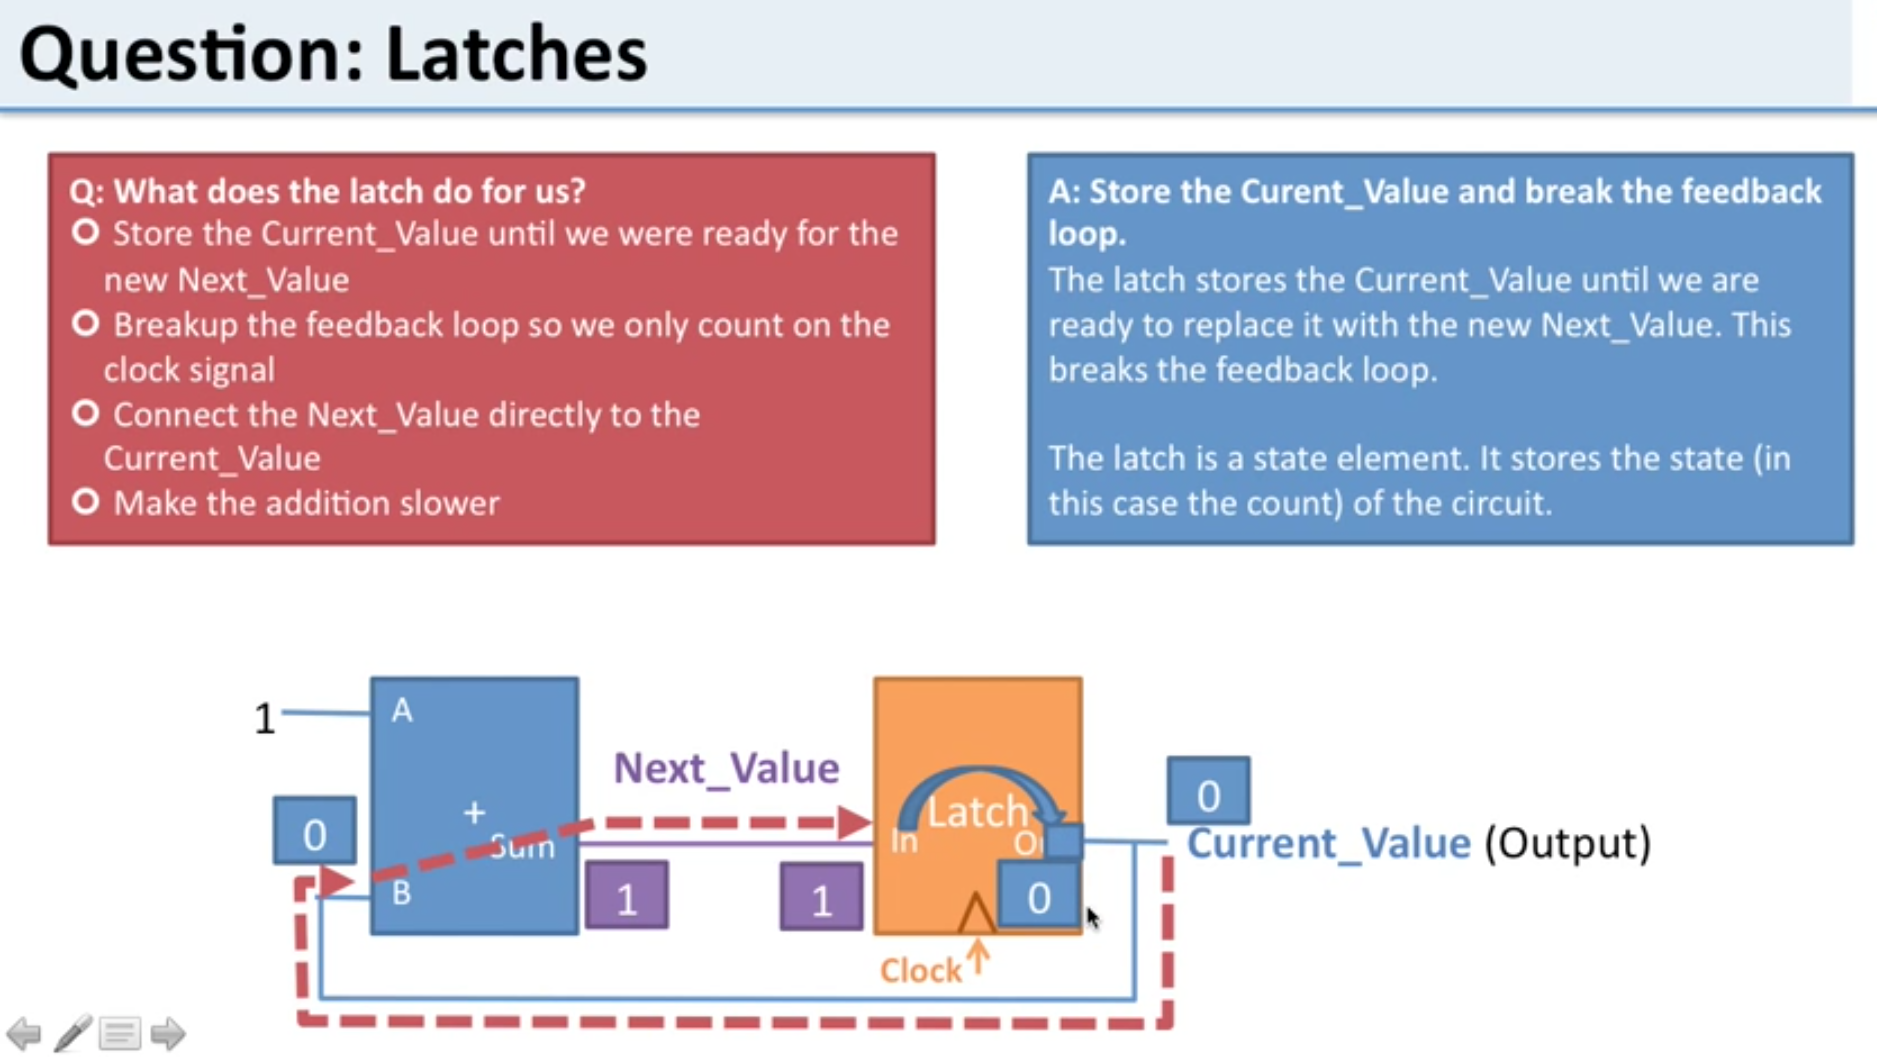 Question: Latches
Q: What does the latch do for us?
Store the Current_Value until we were ready for the
new Next_Value
Breakup the feedback loop so we only count on the
clock signal
Connect the Next_Value directly to the
Current_Value
Make the addition slower
A: Store the Curent_Value and break the feedback
loop.
The latch stores the Current_Value until we are
ready to replace it with the new Next_Value. This
breaks the feedback loop.
The latch is a state element. It stores the state (in
this case the count) of the circuit.
1
A
+
Sum
B
0
Next_Value
1
1
Latch
In
0
Clock
0
Current_Value (Output)